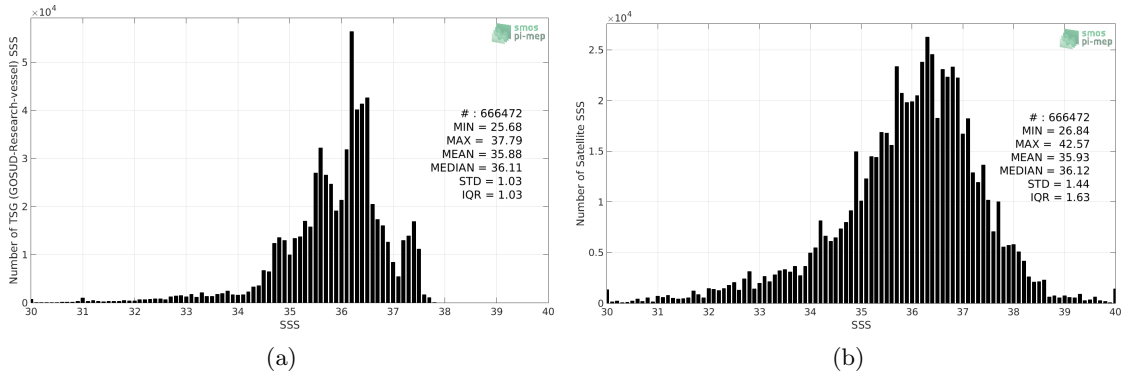 ×10⁴
smos
pi-mep
Number of TSG (GOSUD-Research-vessel) SSS
5
4
3
2
1
0
# : 666472
MIN = 25.68
MAX = 37.79
MEAN = 35.88
MEDIAN = 36.11
STD = 1.03
IQR = 1.03
30 31 32 33 34 35 36 37 38 39 40
SSS
(a)
×10⁴
smos
pi-mep
Number of Satellite SSS
2.5
2
1.5
1
0.5
0
# : 666472
MIN = 26.84
MAX = 42.57
MEAN = 35.93
MEDIAN = 36.12
STD = 1.44
IQR = 1.63
30 31 32 33 34 35 36 37 38 39 40
SSS
(b)